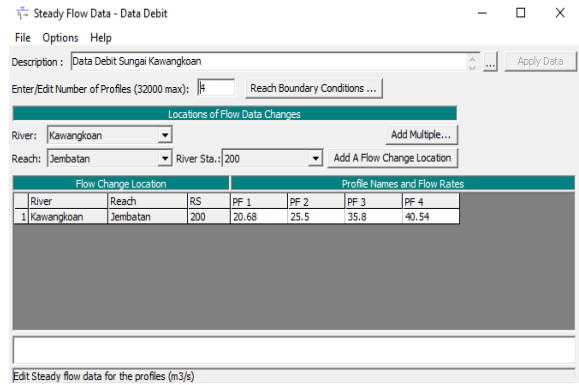 Steady Flow Data - Data Debit
File Options Help
Description : Data Debit Sungai Kawangkoan ... Apply Data
Enter/Edit Number of Profiles (32000 max): 4 Reach Boundary Conditions ...
Locations of Flow Data Changes
River: Kawangkoan Add Multiple...
Reach: Jembatan River Sta.: 200 Add A Flow Change Location
Flow Change Location Profile Names and Flow Rates
River Reach RS PF 1 PF 2 PF 3 PF 4
1 Kawangkoan Jembatan 200 20.68 25.5 35.8 40.54
Edit Steady flow data for the profiles (m3/s)